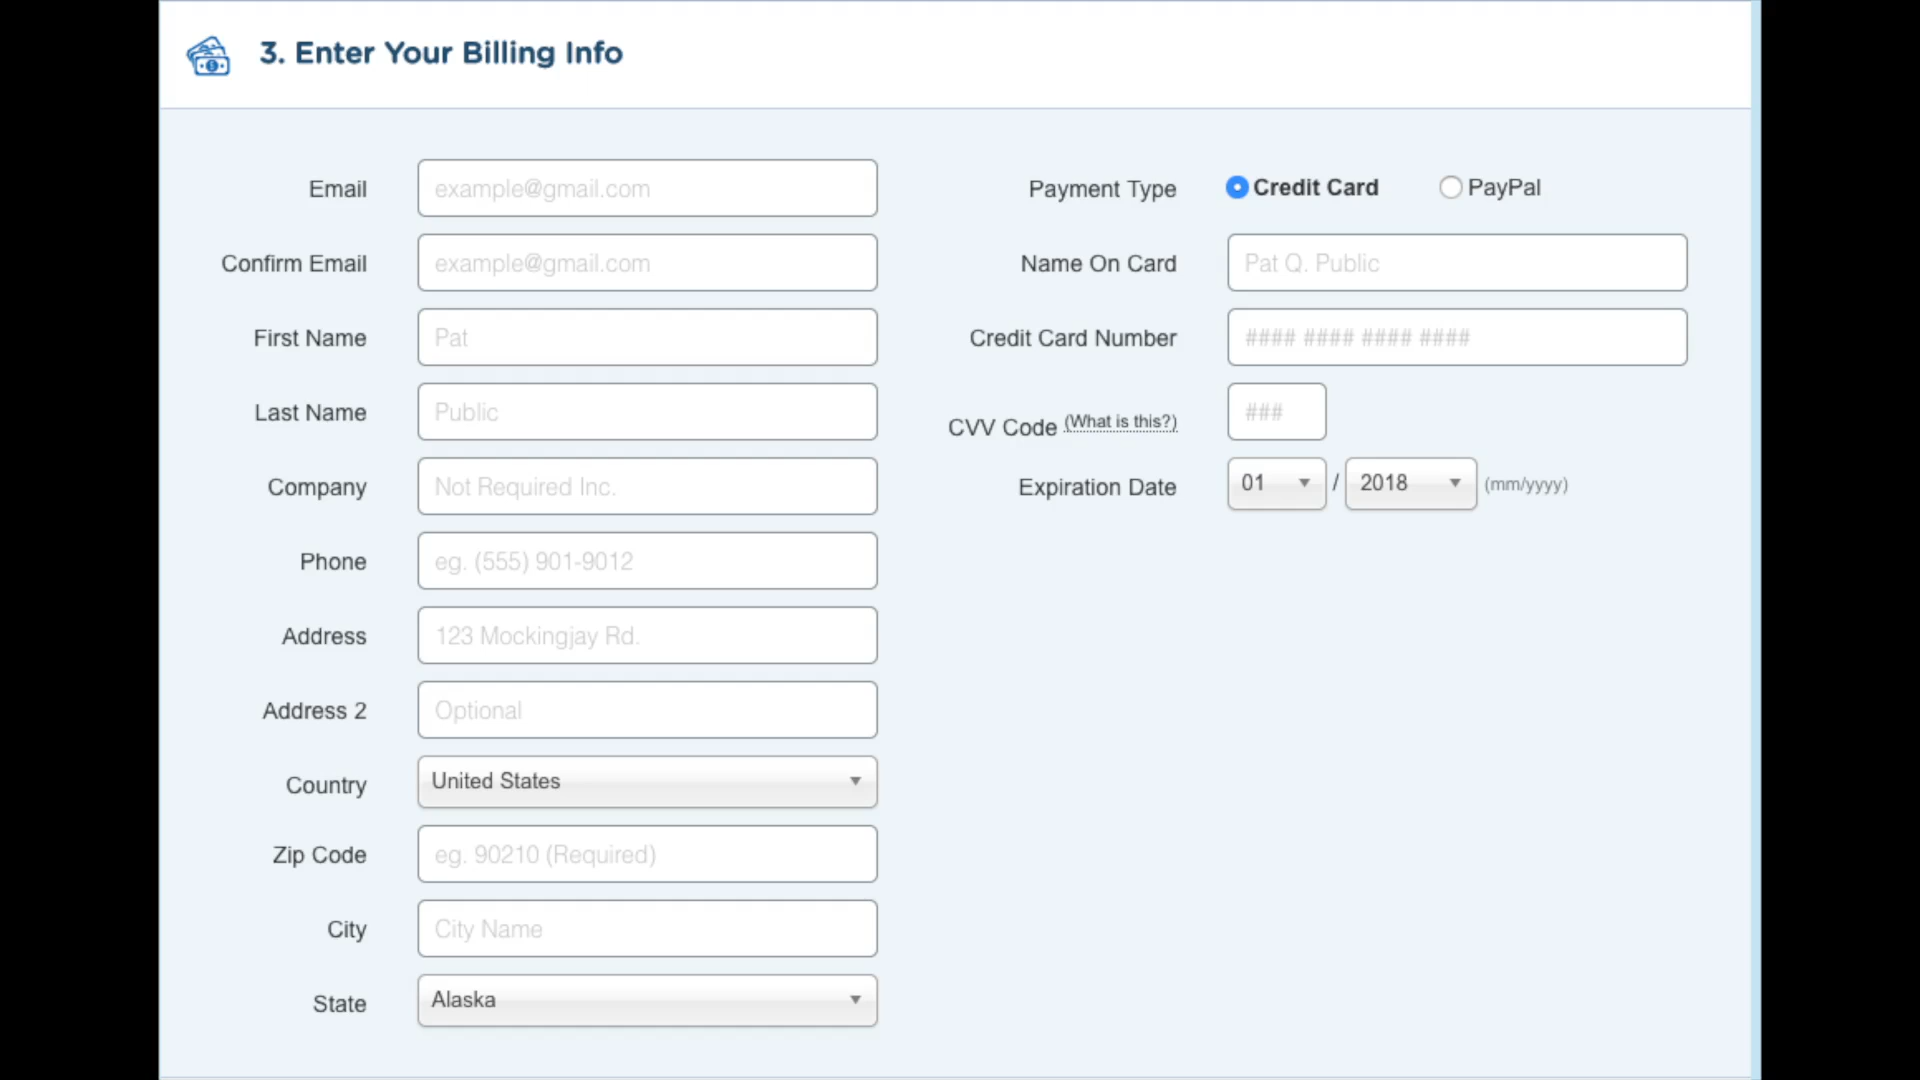 3. Enter Your Billing Info
Email
example@gmail.com
Confirm Email
example@gmail.com
First Name
Pat
Last Name
Public
Company
Not Required Inc.
Phone
eg. (555) 901-9012
Address
123 Mockingjay Rd.
Address 2
Optional
Country
United States
Zip Code
eg. 90210 (Required)
City
City Name
State
Alaska
Payment Type
Credit Card
PayPal
Name On Card
Pat Q. Public
Credit Card Number
#### #### #### ####
CVV Code (What is this?)
###
Expiration Date
01 / 2018 (mm/yyyy)